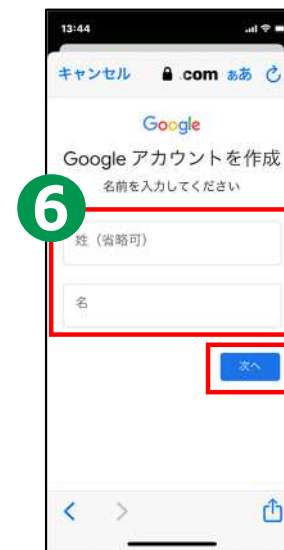 13:44
キャンセル .com ぁあ
Google
Google アカウントを作成
名前を入力してください
6
姓（省略可）
名
次へ